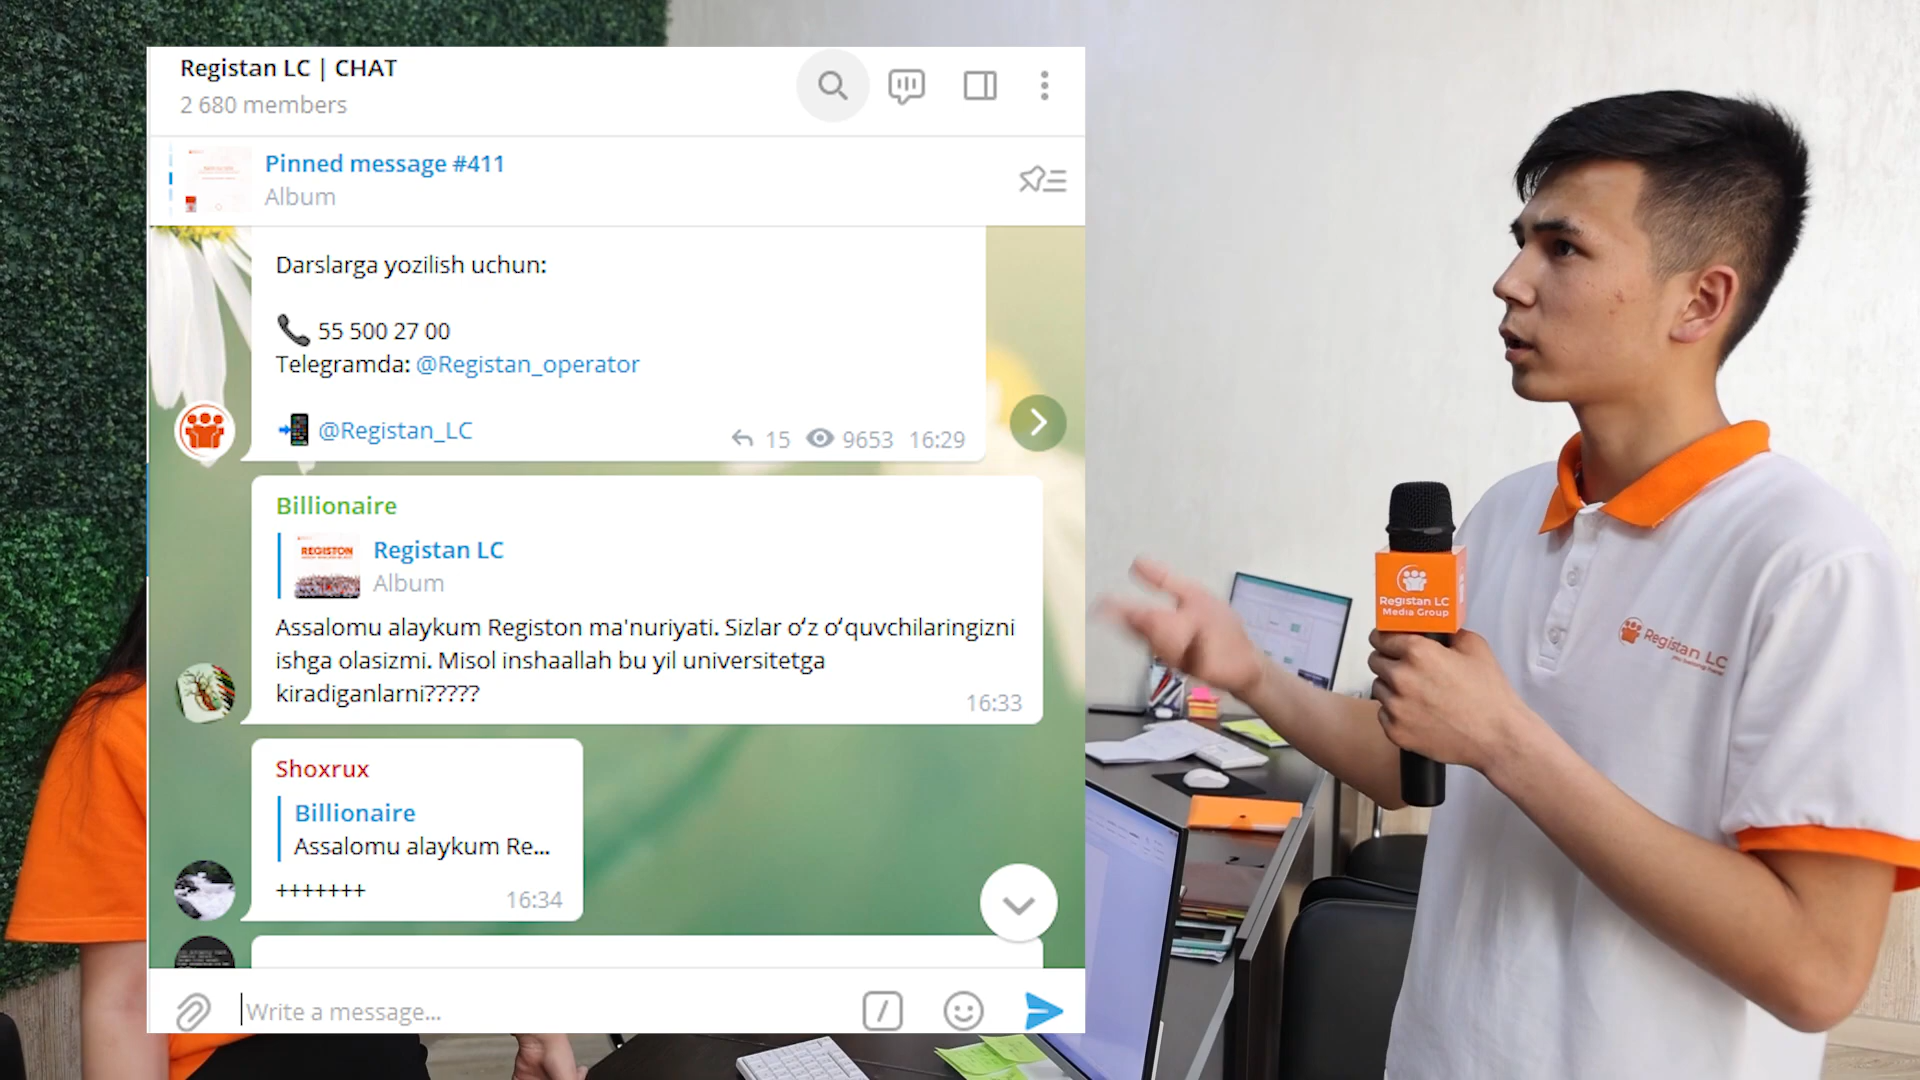 Registan LC | CHAT
2 680 members
Pinned message #411
Album
Darslarga yozilish uchun:
55 500 27 00
Telegramda: @Registan_operator
@Registan_LC
15 9653 16:29
Billionaire
REGISTON
Registan LC
Album
Assalomu alaykum Registon ma'nuriyati. Sizlar oʻz oʻquvchilaringizni
ishga olasizmi. Misol inshaallah bu yil universitetga
kiradiganlarni?????
16:33
Shoxrux
Billionaire
Assalomu alaykum Re...
+++++++
16:34
Write a message...
Registan LC
Media Group
Registan LC